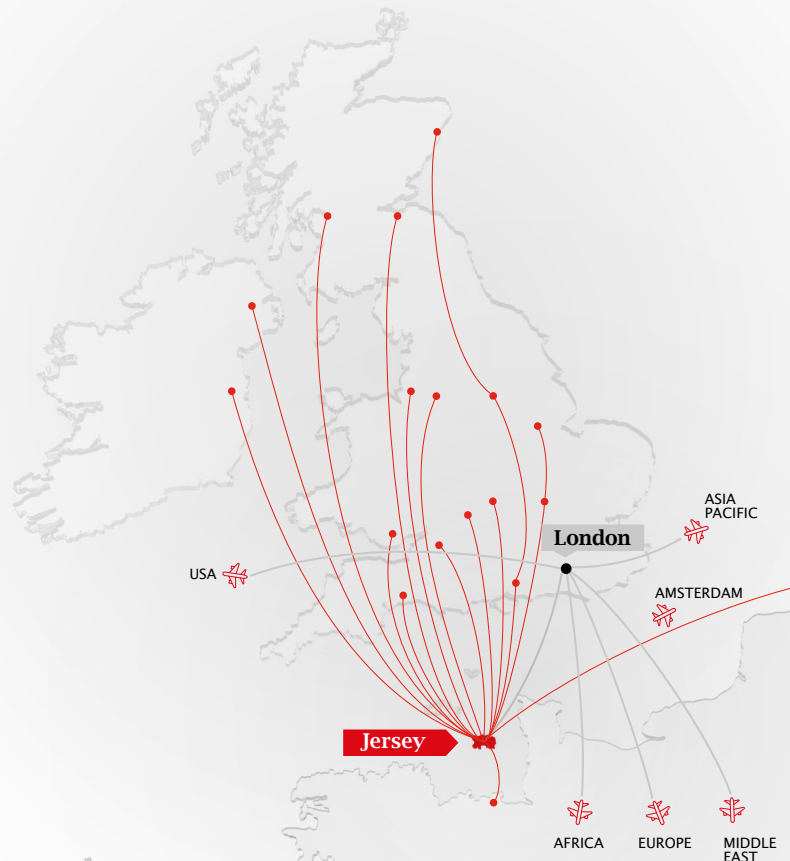 ASIA
PACIFIC
London
USA
AMSTERDAM
Jersey
AFRICA
EUROPE
MIDDLE
EAST